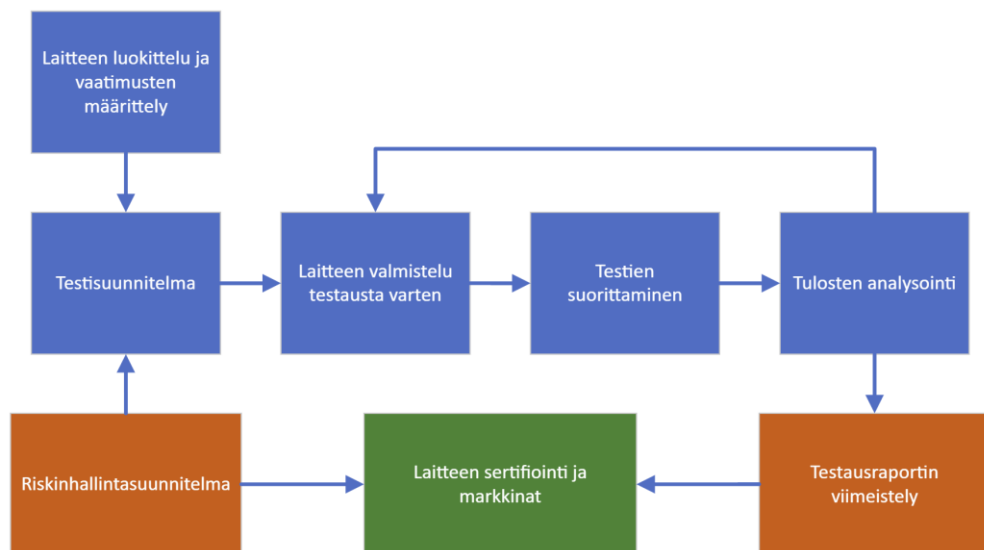 Laitteen luokittelu ja
vaatimusten
määrittely
Testisuunnitelma
Laitteen valmistelu
testausta varten
Testien
suorittaminen
Tulosten analysointi
Riskinhallintasuunnitelma
Laitteen sertifiointi ja
markkinat
Testausraportin
viimeistely